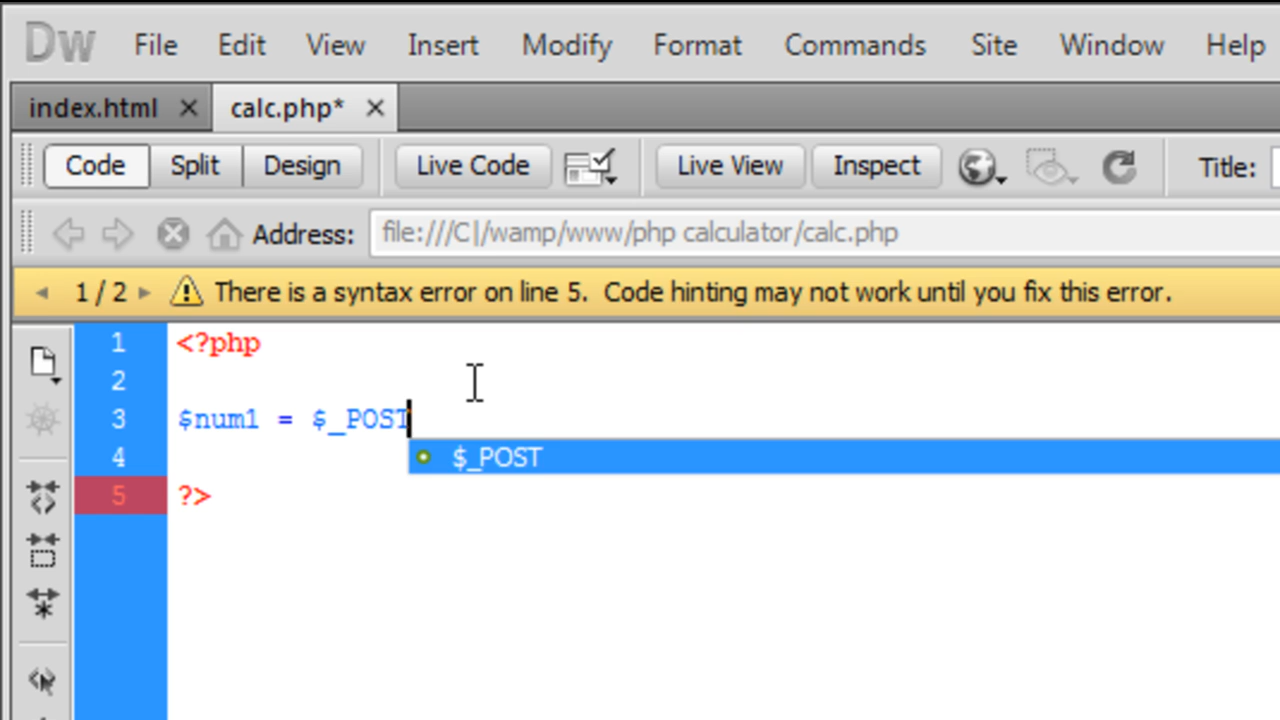 Dw File Edit View Insert Modify Format Commands Site Window Help
index.html calc.php*
Code Split Design Live Code Live View Inspect Title:
Address: file:///C|/wamp/www/php calculator/calc.php
1 / 2 There is a syntax error on line 5. Code hinting may not work until you fix this error.
1 <?php
2
3 $num1 = $_POST
4 $_POST
5 ?>